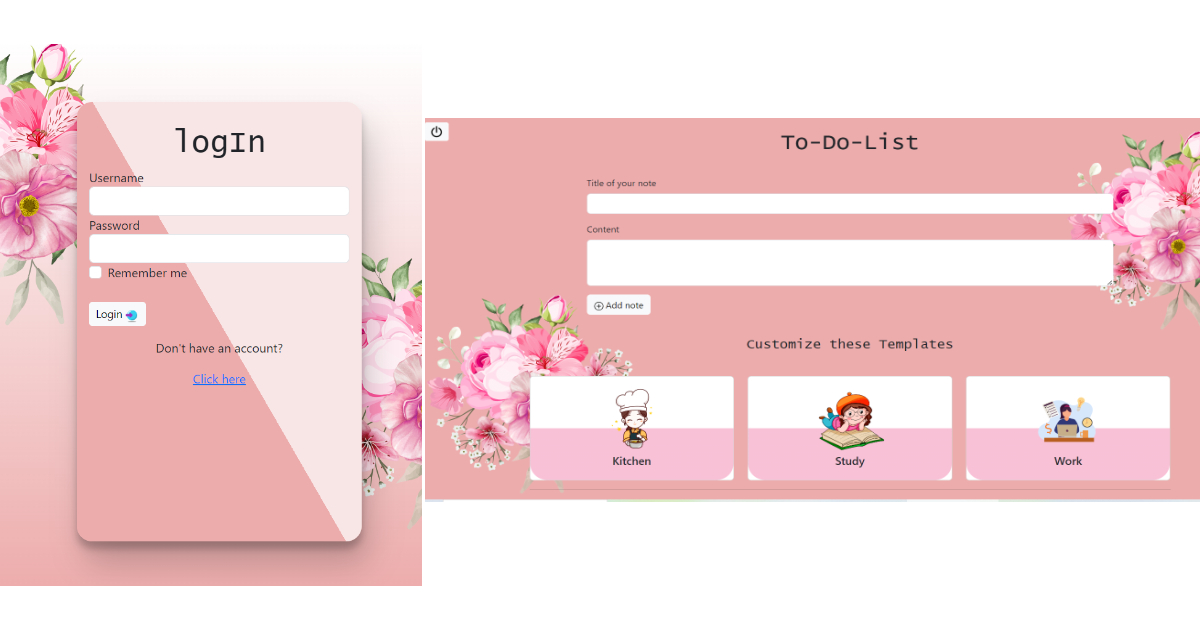 logIn
Username
Password
Remember me
Login
Don't have an account?
Click here
To-Do-List
Title of your note
Content
Add note
Customize these Templates
Kitchen
Study
Work